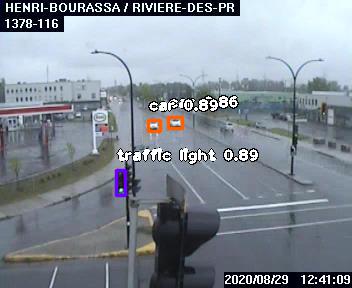 HENRI-BOURASSA / RIVIERE-DES-PR
1378-116
car 0.89
86
traffic light 0.89
2020/08/29 12:41:09